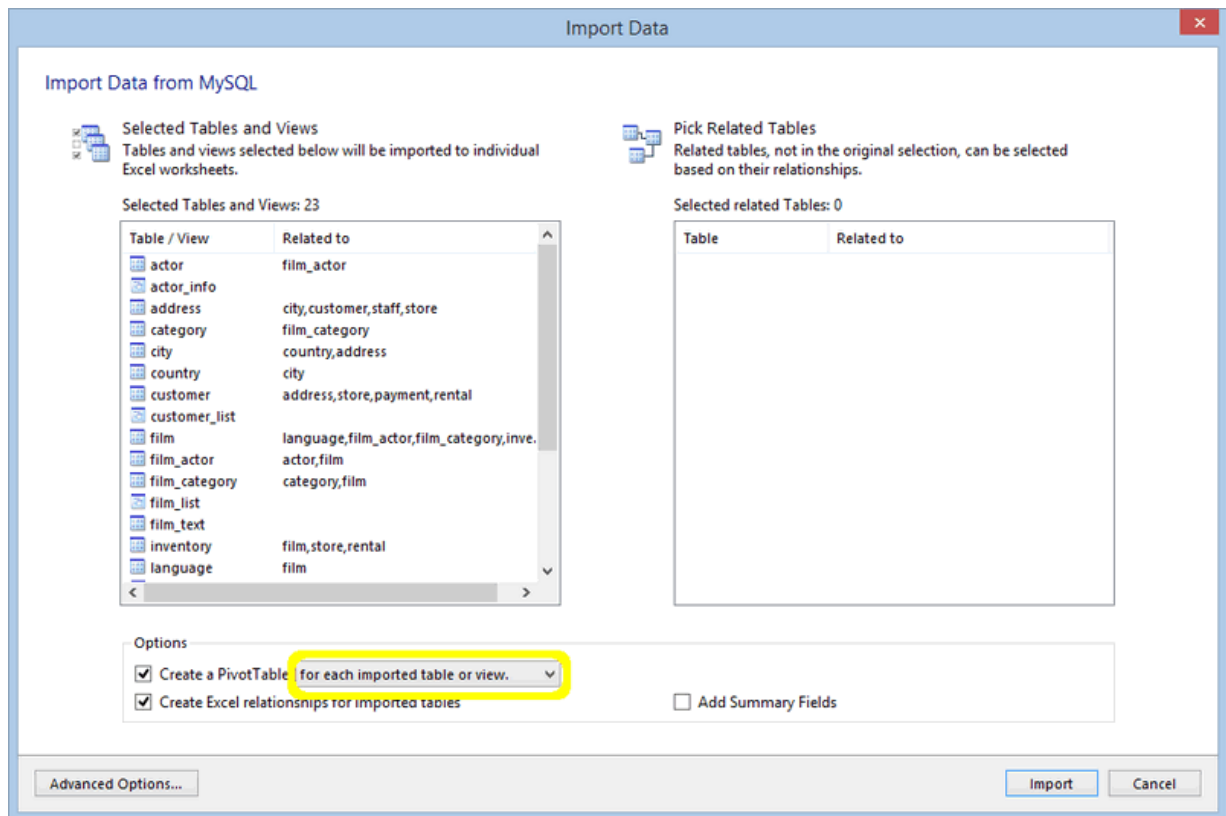 Import Data
Import Data from MySQL
Selected Tables and Views
Tables and views selected below will be imported to individual
Excel worksheets.
Selected Tables and Views: 23
Table / View Related to
actor film_actor
actor_info
address city,customer,staff,store
category film_category
city country,address
country city
customer address,store,payment,rental
customer_list
film language,film_actor,film_category,inve.
film_actor actor,film
film_category category,film
film_list
film_text
inventory film,store,rental
language film
Pick Related Tables
Related tables, not in the original selection, can be selected
based on their relationships.
Selected related Tables: 0
Table Related to
Options
Create a PivotTable for each imported table or view.
Create Excel relationships for imported tables
Add Summary Fields
Advanced Options...
Import
Cancel